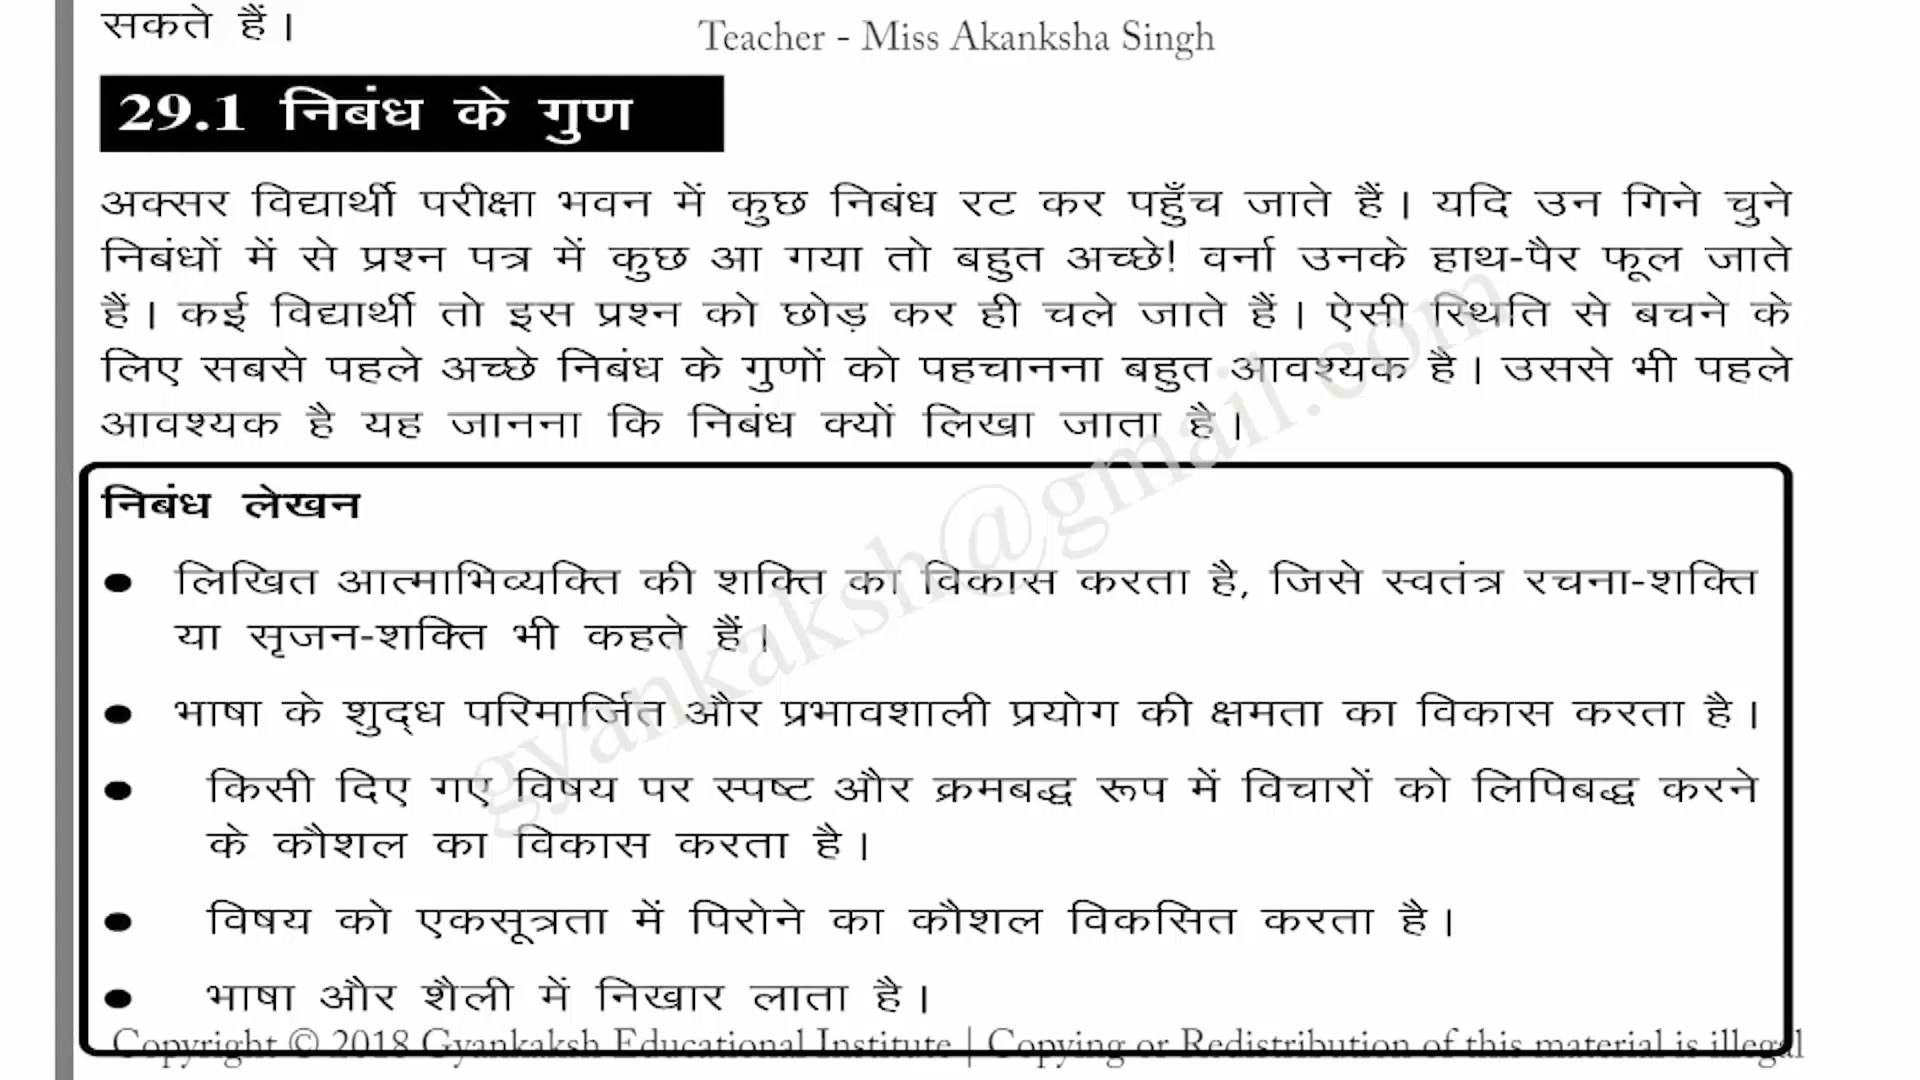 सकते हैं।
Teacher - Miss Akanksha Singh
29.1 निबंध के गुण
अक्सर विद्यार्थी परीक्षा भवन में कुछ निबंध रट कर पहुँच जाते हैं। यदि उन गिने चुने
निबंधों में से प्रश्न पत्र में कुछ आ गया तो बहुत अच्छे! वर्ना उनके हाथ-पैर फूल जाते
हैं। कई विद्यार्थी तो इस प्रश्न को छोड़ कर ही चले जाते हैं। ऐसी स्थिति से बचने के
लिए सबसे पहले अच्छे निबंध के गुणों को पहचानना बहुत आवश्यक है। उससे भी पहले
आवश्यक है यह जानना कि निबंध क्यों लिखा जाता है।
निबंध लेखन
● लिखित आत्माभिव्यक्ति की शक्ति का विकास करता है, जिसे स्वतंत्र रचना-शक्ति
या सृजन-शक्ति भी कहते हैं।
● भाषा के शुद्ध परिमार्जित और प्रभावशाली प्रयोग की क्षमता का विकास करता है।
● किसी दिए गए विषय पर स्पष्ट और क्रमबद्ध रूप में विचारों को लिपिबद्ध करने
के कौशल का विकास करता है।
● विषय को एकसूत्रता में पिरोने का कौशल विकसित करता है।
● भाषा और शैली में निखार लाता है।
gyankaksh@gmail.com
Copyright © 2018 Gyankaksh Educational Institute | Copying or Redistribution of this material is illegal